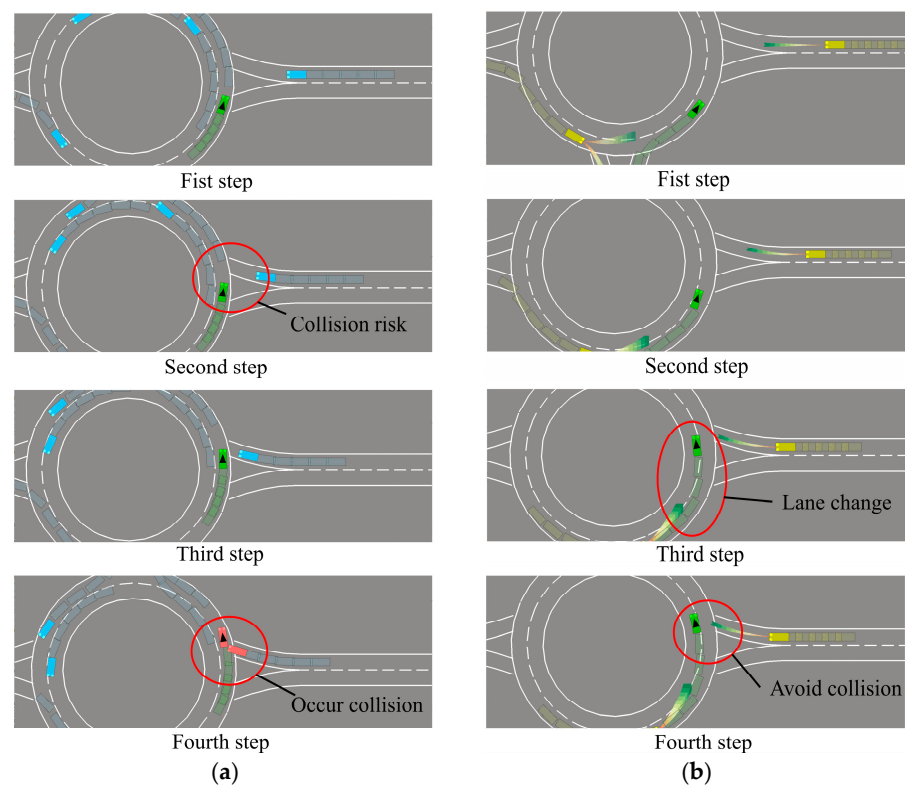 Fist step
Fist step
Collision risk
Second step
Second step
Lane change
Third step
Third step
Occur collision
Avoid collision
Fourth step
Fourth step
(a)
(b)